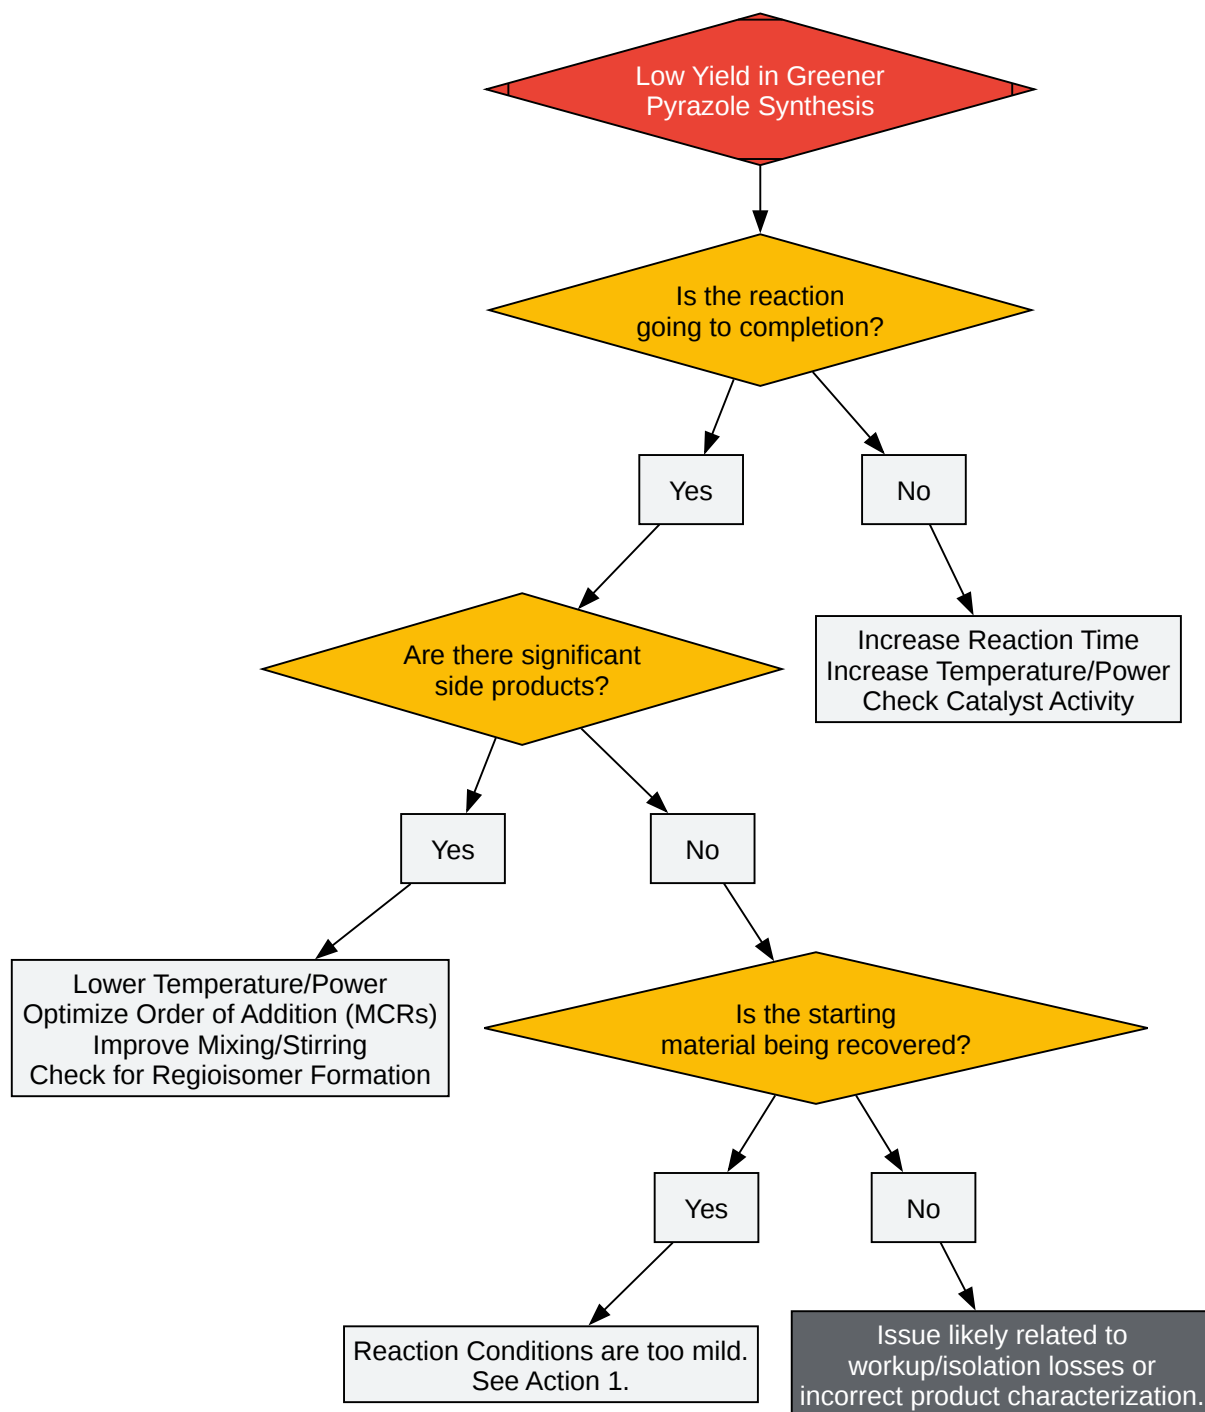 Low Yield in Greener
Pyrazole Synthesis
Is the reaction
going to completion?
Yes
No
Are there significant
side products?
Increase Reaction Time
Increase Temperature/Power
Check Catalyst Activity
Yes
No
Lower Temperature/Power
Optimize Order of Addition (MCRs)
Improve Mixing/Stirring
Check for Regioisomer Formation
Is the starting
material being recovered?
Yes
No
Reaction Conditions are too mild.
See Action 1.
Issue likely related to
workup/isolation losses or
incorrect product characterization.